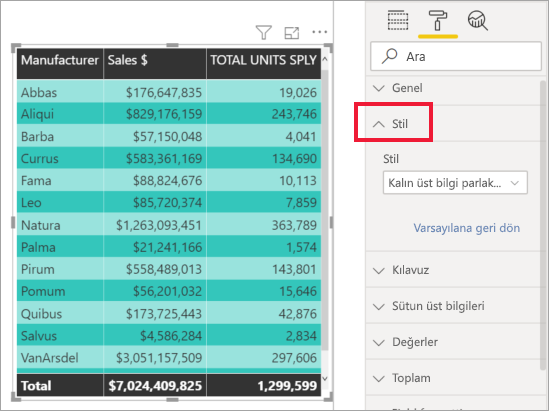 Manufacturer Sales $ TOTAL UNITS SPLY
Abbas $176,647,835 19,026
Aliqui $829,176,159 243,746
Barba $57,150,048 4,041
Currus $583,361,169 134,690
Fama $88,824,676 10,113
Leo $85,720,374 7,859
Natura $1,263,093,451 363,789
Palma $21,241,166 1,574
Pirum $558,489,013 143,801
Pomum $56,201,032 15,646
Quibus $173,725,443 42,876
Salvus $4,586,284 2,834
VanArsdel $3,051,157,509 297,606
Total $7,024,409,825 1,299,599
Ara
Genel
Stil
Stil
Kalın üst bilgi parlak...
Varsayılana geri dön
Kılavuz
Sütun üst bilgileri
Değerler
Toplam